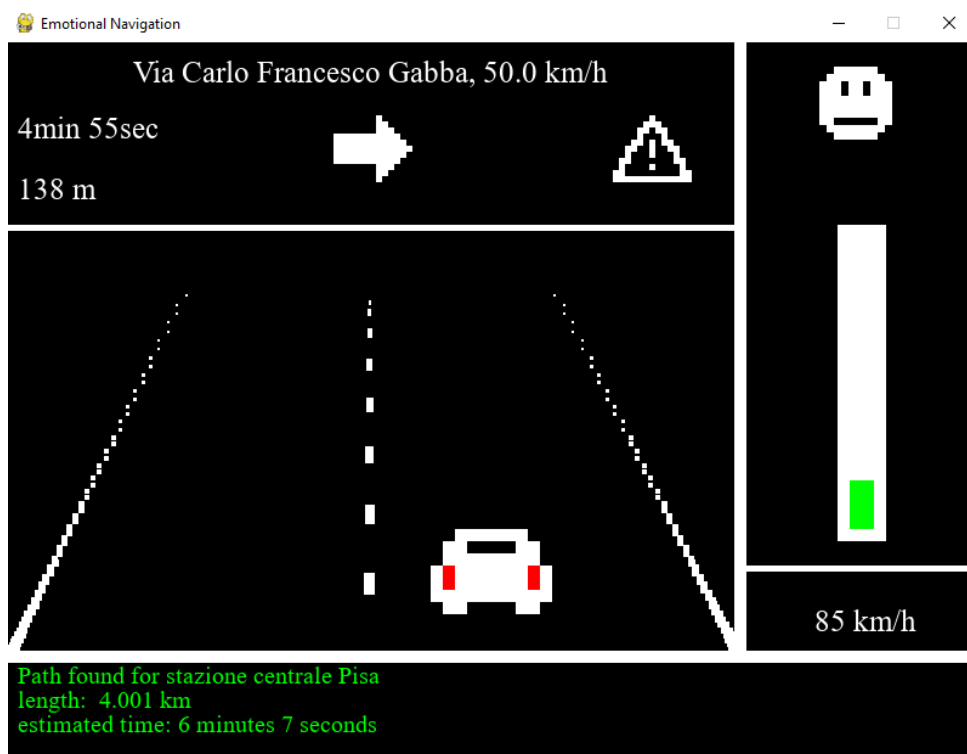 Emotional Navigation
Via Carlo Francesco Gabba, 50.0 km/h
4min 55sec
138 m
85 km/h
Path found for stazione centrale Pisa
length: 4.001 km
estimated time: 6 minutes 7 seconds